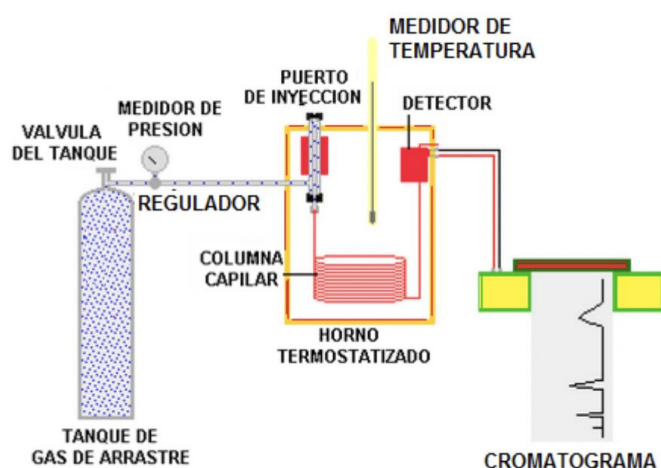 MEDIDOR DE
TEMPERATURA
PUERTO
DE INYECCION
DETECTOR
MEDIDOR DE
PRESION
VALVULA
DEL TANQUE
REGULADOR
COLUMNA
CAPILAR
HORNO
TERMOSTATIZADO
TANQUE DE
GAS DE ARRASTRE
CROMATOGRAMA